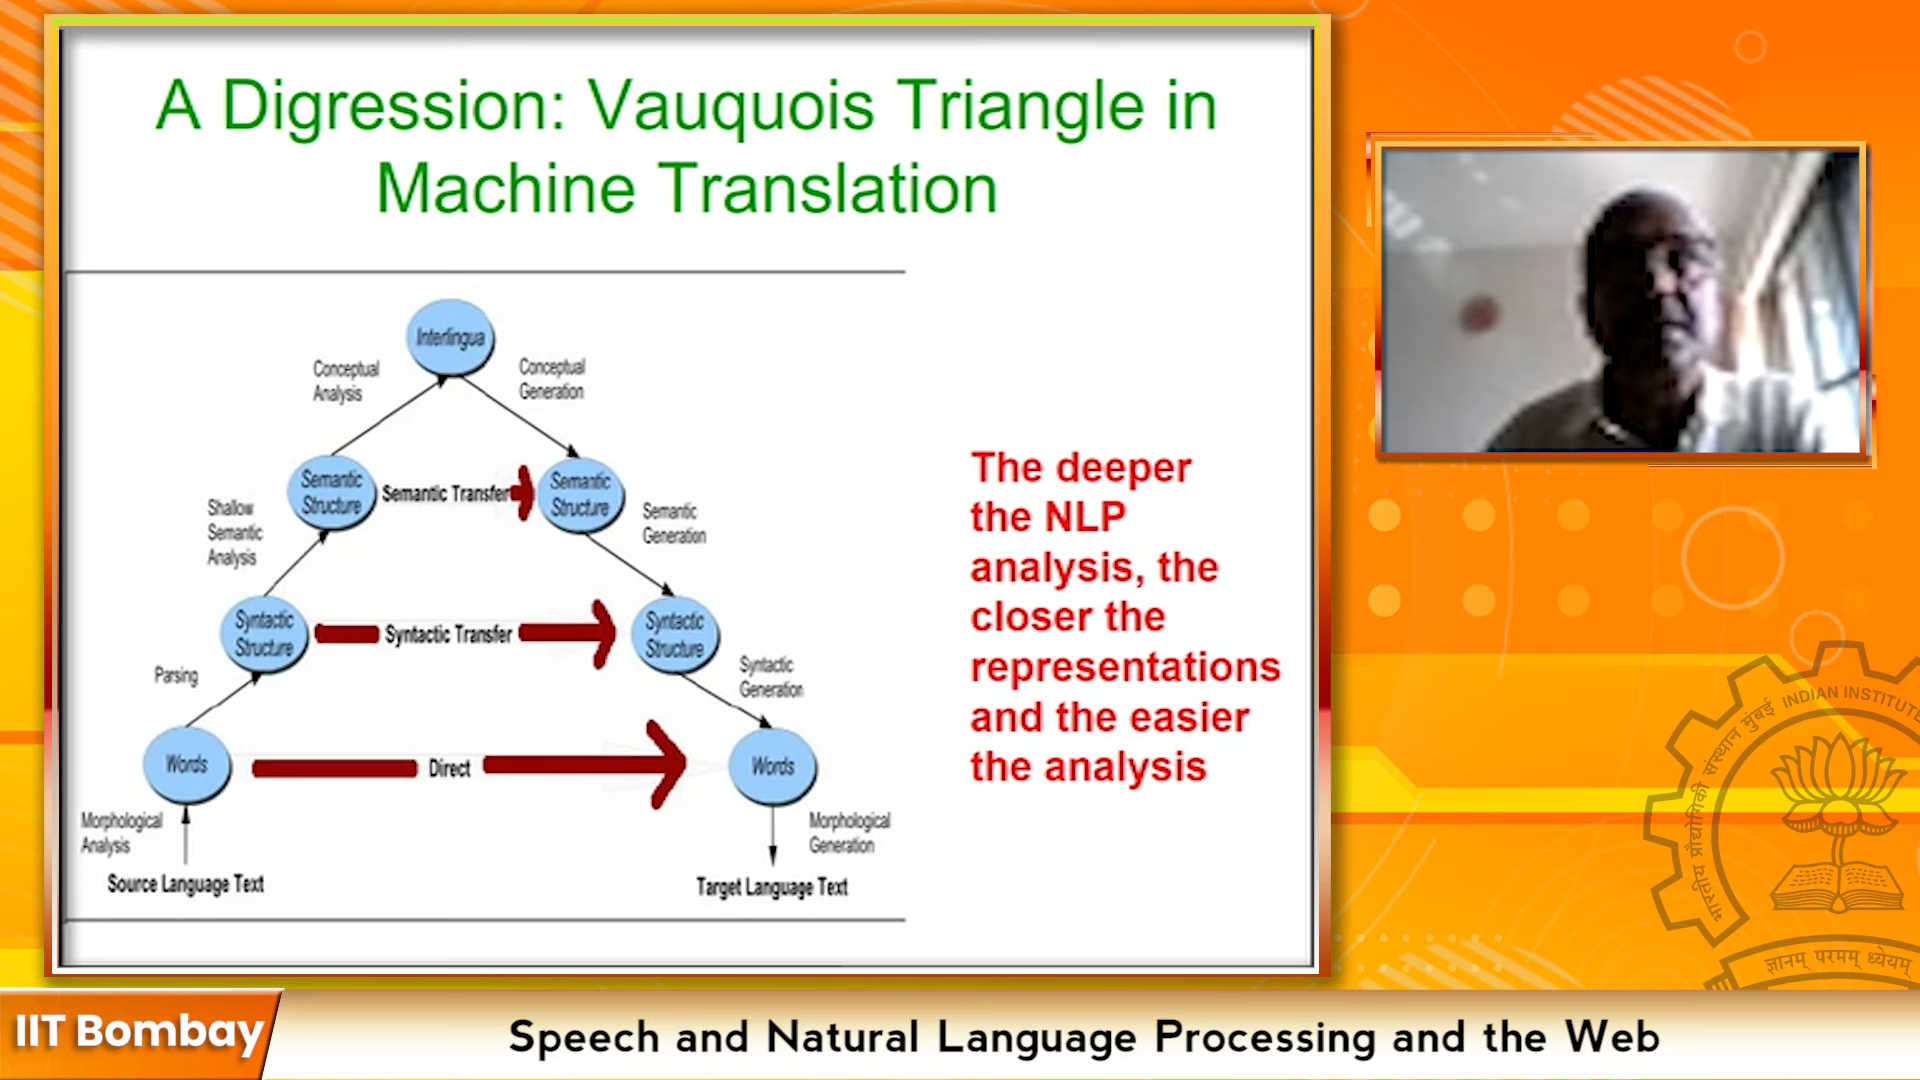 A Digression: Vauquois Triangle in
Machine Translation
Interlingua
Conceptual
Analysis
Conceptual
Generation
Semantic
Structure
Semantic Transfer
Semantic
Structure
Shallow
Semantic
Analysis
Semantic
Generation
Syntactic
Structure
Syntactic Transfer
Syntactic
Structure
Parsing
Syntactic
Generation
Words
Direct
Words
Morphological
Analysis
Morphological
Generation
Source Language Text
Target Language Text
The deeper
the NLP
analysis, the
closer the
representations
and the easier
the analysis
भारतीय प्रौद्योगिकी संस्थान मुंबई INDIAN INSTITUTE
ज्ञानम् परमम् ध्येयम्
IIT Bombay
Speech and Natural Language Processing and the Web